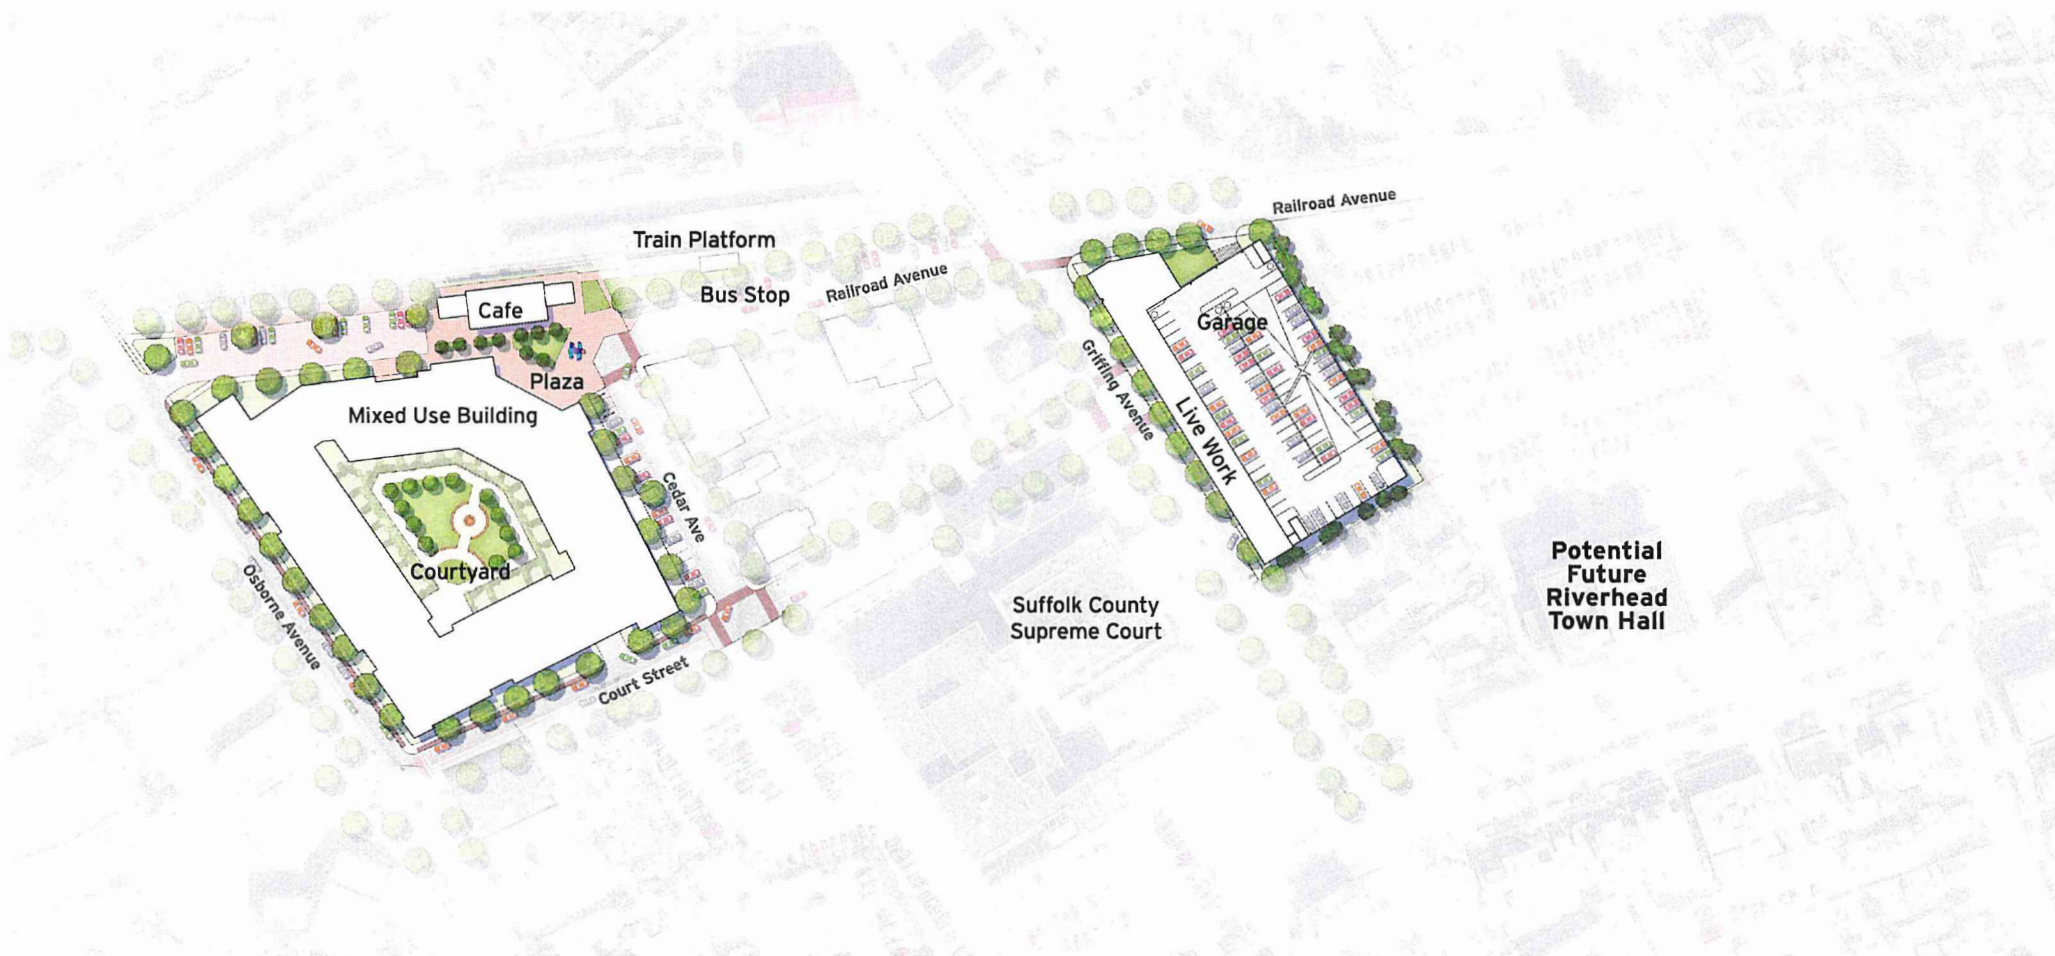 Railroad Avenue
Train Platform
Bus Stop
Railroad Avenue
Cafe
Plaza
Mixed Use Building
Courtyard
Cedar Ave
Osborne Avenue
Court Street
Griffing Avenue
Garage
Live Work
Suffolk County
Supreme Court
Potential
Future
Riverhead
Town Hall